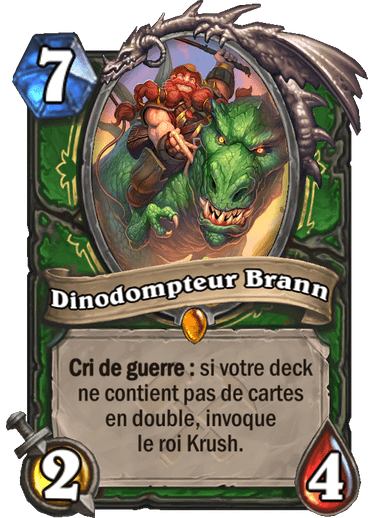 7
Dinodompteur Brann
Cri de guerre : si votre deck
ne contient pas de cartes
en double, invoque
le roi Krush.
2
4